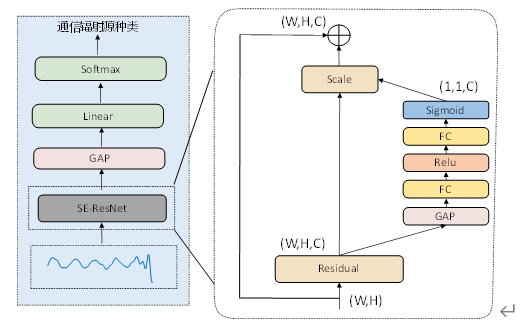 通信辐射源种类
Softmax
Linear
GAP
SE-ResNet
(W,H,C)
Scale
(1,1,C)
Sigmoid
FC
Relu
FC
GAP
(W,H,C)
Residual
(W,H)